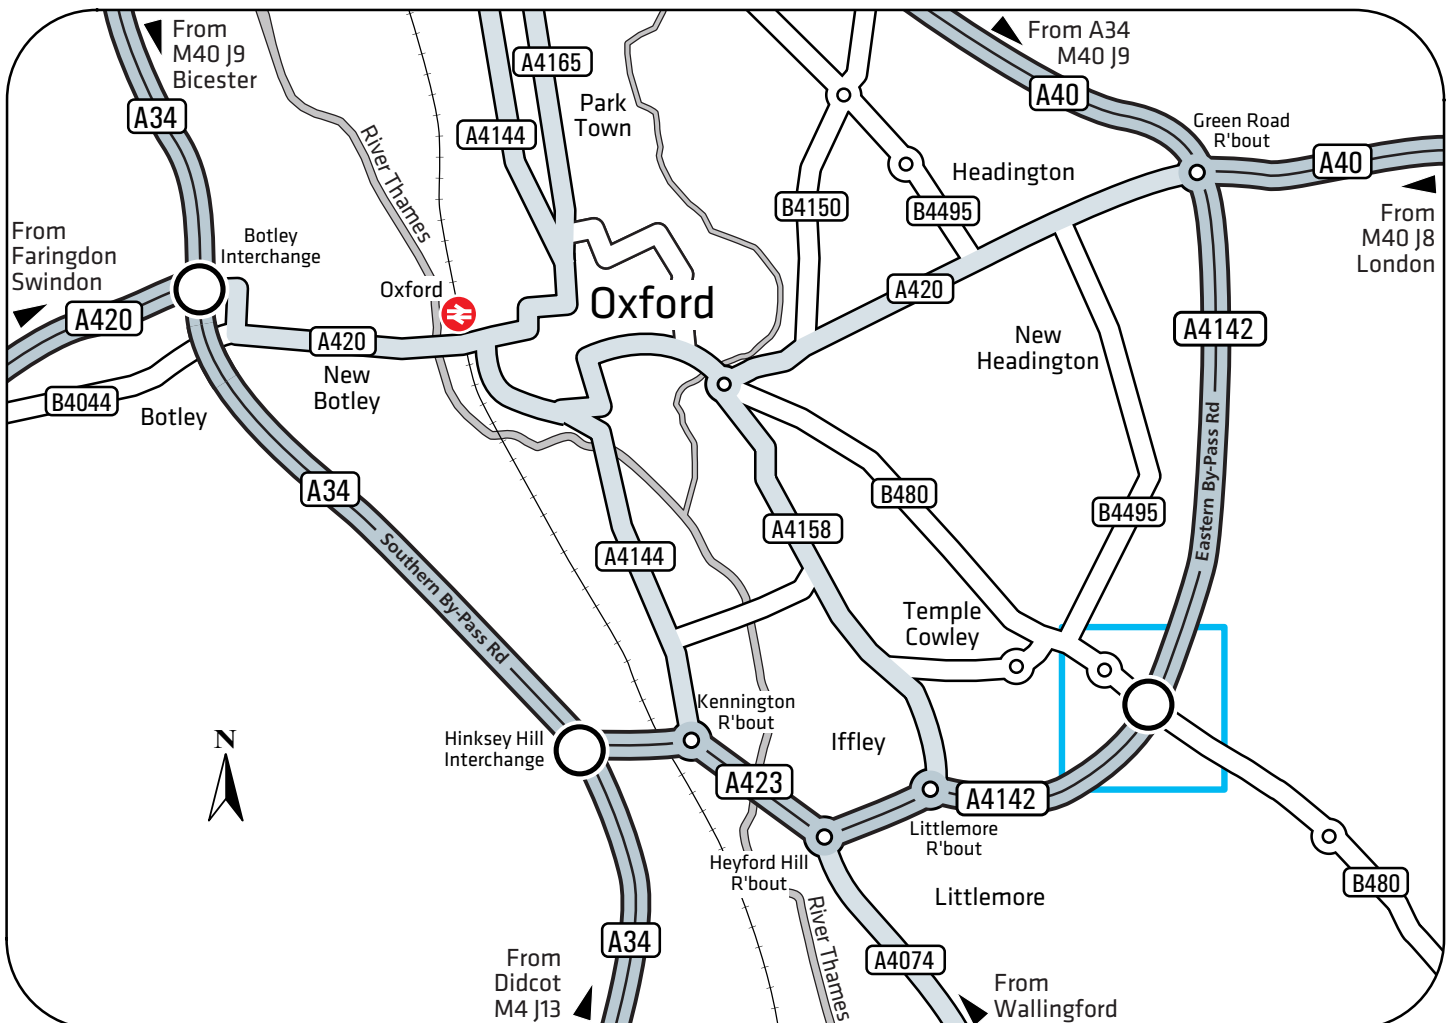 From
M40 J9
Bicester
A34
A4165
A4144
Park
Town
From A34
M40 J9
A40
Green Road
R'bout
A40
From
M40 J8
London
River Thames
Headington
B4150
B4495
From
Faringdon
Swindon
Botley
Interchange
A420
Oxford
Oxford
A420
New
Botley
B4044
Botley
A420
New
Headington
A4142
Eastern By-Pass Rd
A34
Southern By-Pass Rd
B480
B4495
A4158
A4144
Temple
Cowley
Kennington
R'bout
Iffley
N
Hinksey Hill
Interchange
A423
A4142
Littlemore
R'bout
Heyford Hill
R'bout
Littlemore
B480
River Thames
A34
A4074
From
Didcot
M4 J13
From
Wallingford